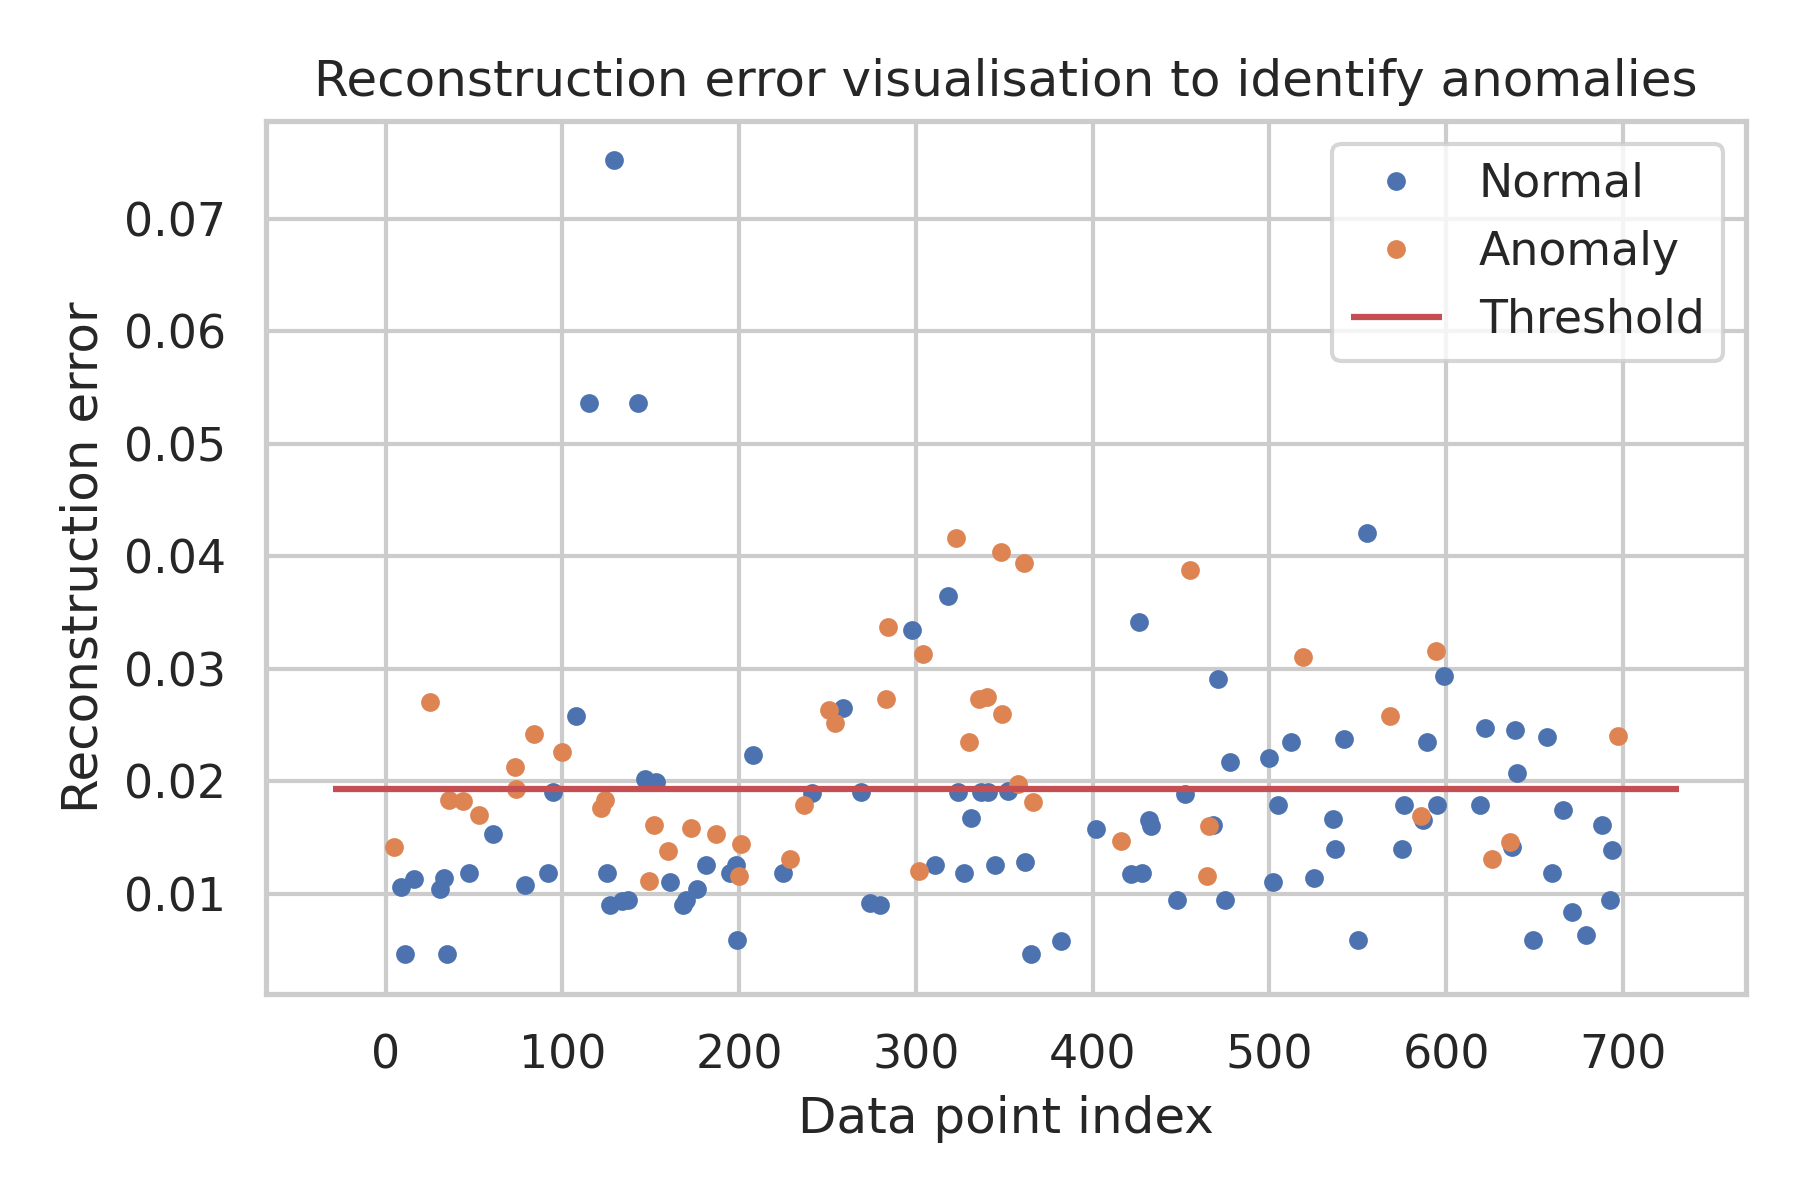 Reconstruction error visualisation to identify anomalies
Normal
Anomaly
Threshold
Reconstruction error
0.07
0.06
0.05
0.04
0.03
0.02
0.01
0 100 200 300 400 500 600 700
Data point index